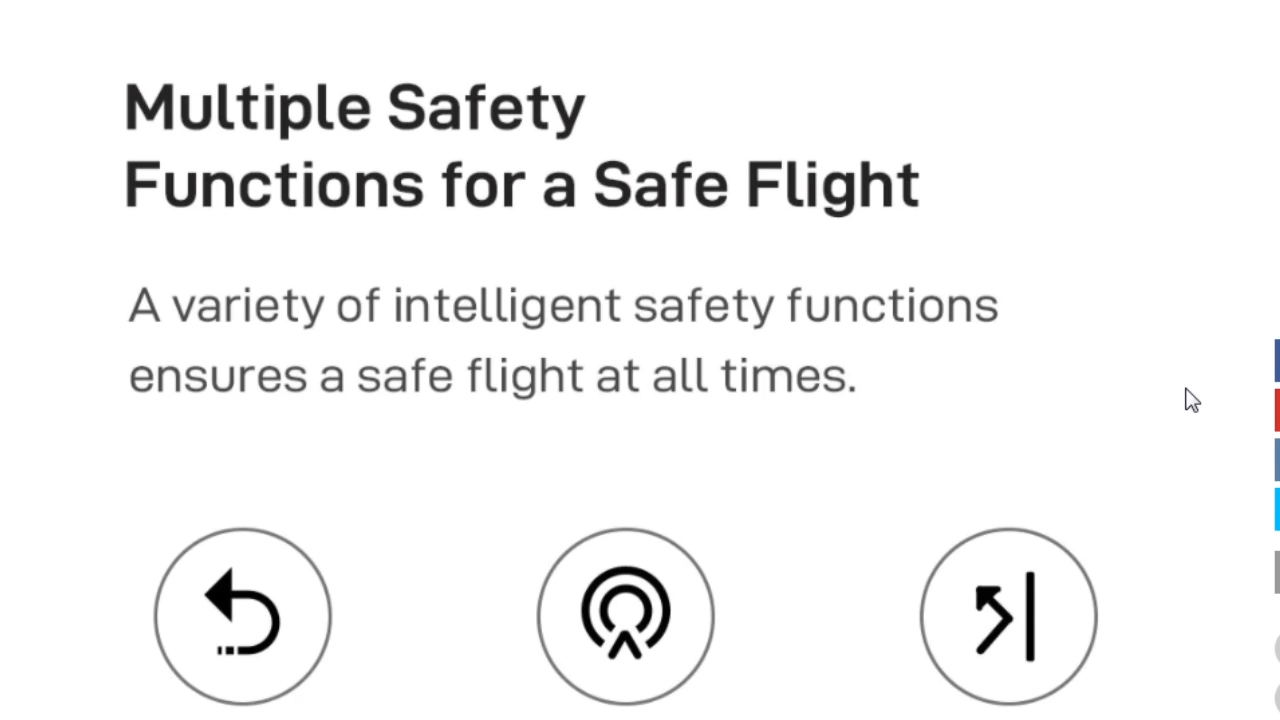 Multiple Safety
Functions for a Safe Flight
A variety of intelligent safety functions
ensures a safe flight at all times.